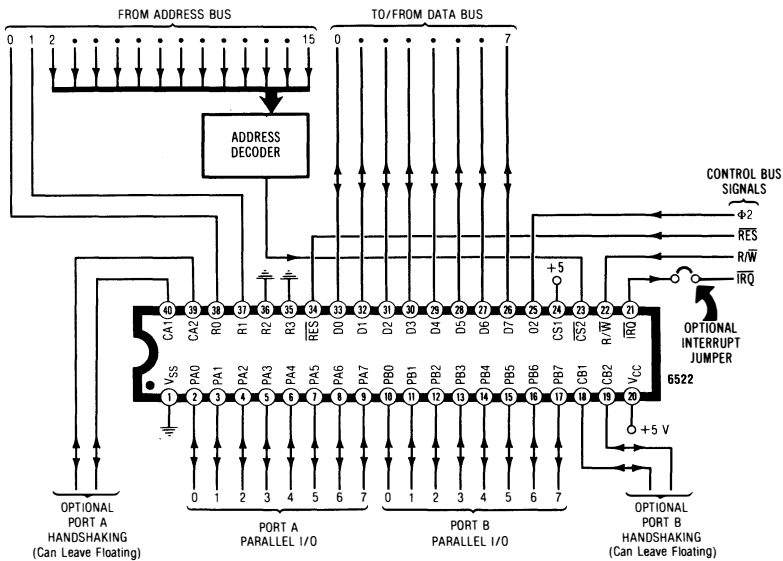 FROM ADDRESS BUS
TO/FROM DATA BUS
0 1 2 • • • • • • • • • • • • 15
0 • • • • • • 7
ADDRESS
DECODER
CONTROL BUS
SIGNALS
Φ2
RES
R/W
IRQ
+5
OPTIONAL
INTERRUPT
JUMPER
40 39 38 37 36 35 34 33 32 31 30 29 28 27 26 25 24 23 22 21
CA1 CA2 R0 R1 R2 R3 RES D0 D1 D2 D3 D4 D5 D6 D7 D2 CS1 CS2 R/W IRQ
6522
VSS PA0 PA1 PA2 PA3 PA4 PA5 PA6 PA7 PB0 PB1 PB2 PB3 PB4 PB5 PB6 PB7 CB1 CB2 VCC
1 2 3 4 5 6 7 8 9 10 11 12 13 14 15 16 17 18 19 20
+5 V
0 1 2 3 4 5 6 7
0 1 2 3 4 5 6 7
OPTIONAL
PORT A
HANDSHAKING
(Can Leave Floating)
PORT A
PARALLEL I/O
PORT B
PARALLEL I/O
OPTIONAL
PORT B
HANDSHAKING
(Can Leave Floating)